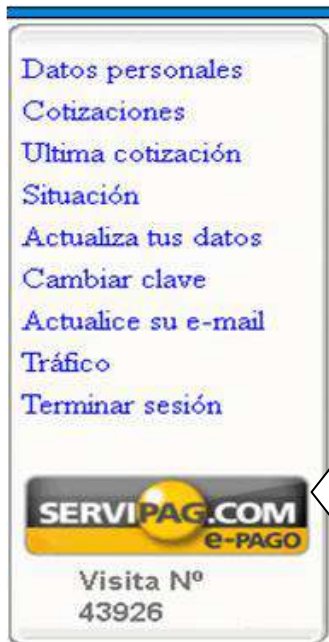 Datos personales
Cotizaciones
Ultima cotización
Situación
Actualiza tus datos
Cambiar clave
Actualice su e-mail
Tráfico
Terminar sesión
SERVIPAG.COM
e-PAGO
Visita Nº
43926